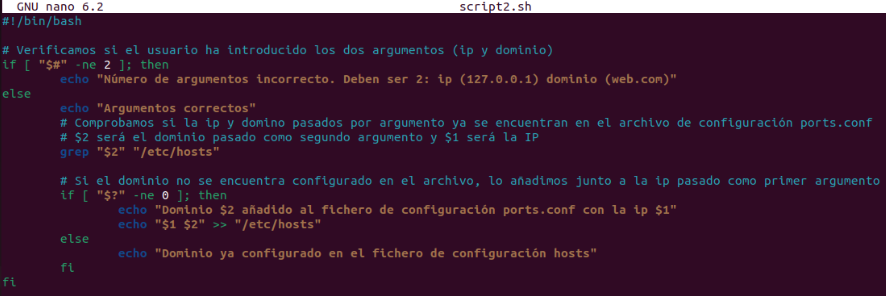 GNU nano 6.2 script2.sh
#!/bin/bash
# Verificamos si el usuario ha introducido los dos argumentos (ip y dominio)
if [ "$#" -ne 2 ]; then
echo "Número de argumentos incorrecto. Deben ser 2: ip (127.0.0.1) dominio (web.com)"
else
echo "Argumentos correctos"
# Comprobamos si la ip y domino pasados por argumento ya se encuentran en el archivo de configuración ports.conf
# $2 será el dominio pasado como segundo argumento y $1 será la IP
grep "$2" "/etc/hosts"
# Si el dominio no se encuentra configurado en el archivo, lo añadimos junto a la ip pasado como primer argumento
if [ "$?" -ne 0 ]; then
echo "Dominio $2 añadido al fichero de configuración ports.conf con la ip $1"
echo "$1 $2" >> "/etc/hosts"
else
echo "Dominio ya configurado en el fichero de configuración hosts"
fi
fi